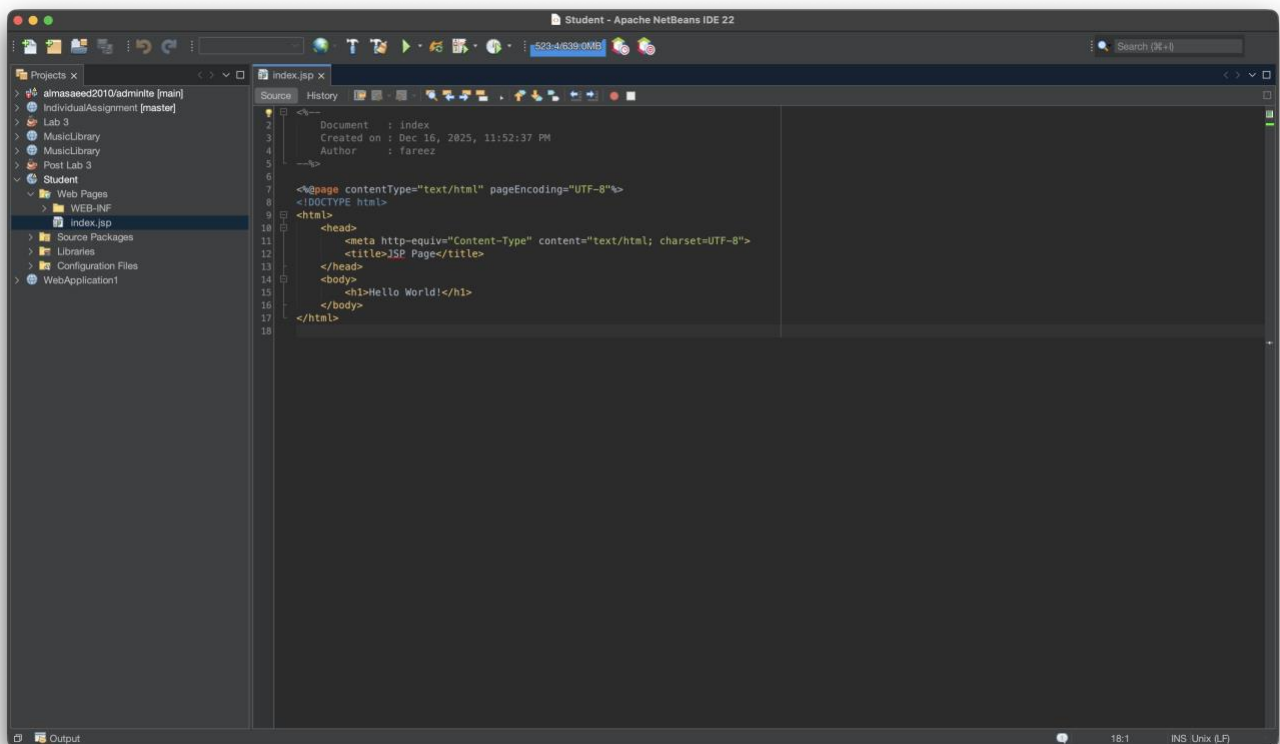 Student - Apache NetBeans IDE 22
523.4/639.0MB
Search (⌘+I)
Projects
index.jsp
almasaeed2010/adminlte [main]
IndividualAssignment [master]
Lab 3
MusicLibrary
MusicLibrary
Post Lab 3
Student
Web Pages
WEB-INF
index.jsp
Source Packages
Libraries
Configuration Files
WebApplication1
Source History
<%--
2 Document : index
3 Created on : Dec 16, 2025, 11:52:37 PM
4 Author : fareez
5 --%>
6
7 <%@page contentType="text/html" pageEncoding="UTF-8"%>
8 <!DOCTYPE html>
9 <html>
10 <head>
11 <meta http-equiv="Content-Type" content="text/html; charset=UTF-8">
12 <title>JSP Page</title>
13 </head>
14 <body>
15 <h1>Hello World!</h1>
16 </body>
17 </html>
18
Output
18:1 INS Unix (LF)